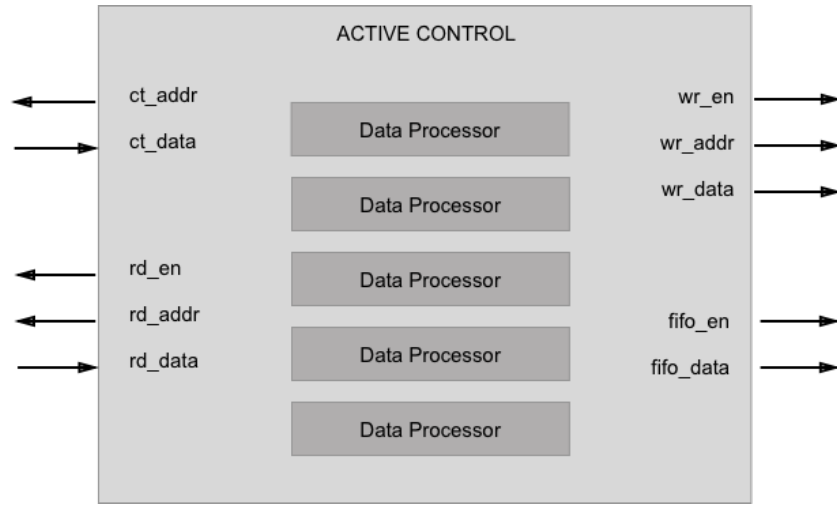 ACTIVE CONTROL
ct_addr
ct_data
rd_en
rd_addr
rd_data
Data Processor
Data Processor
Data Processor
Data Processor
Data Processor
wr_en
wr_addr
wr_data
fifo_en
fifo_data